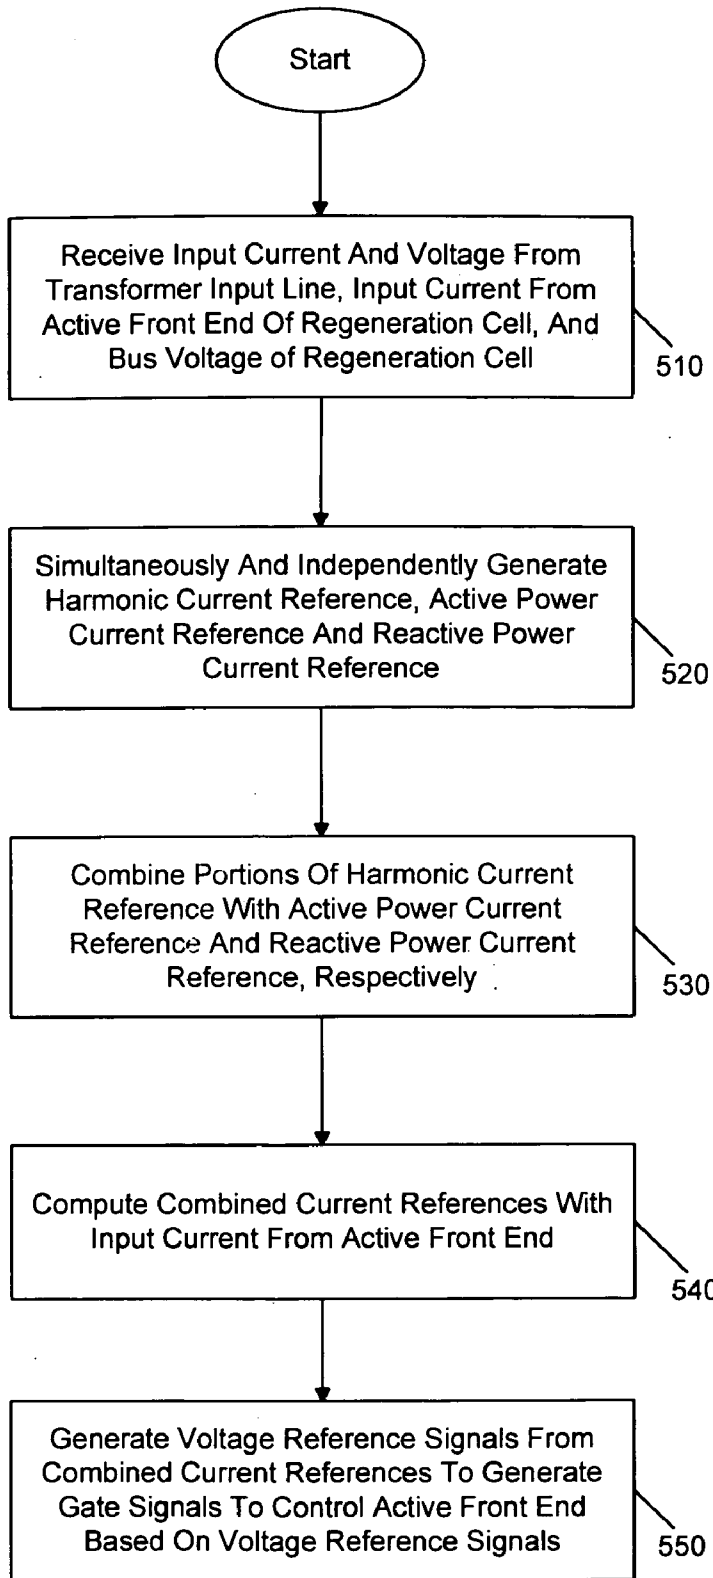 Start
Receive Input Current And Voltage From
Transformer Input Line, Input Current From
Active Front End Of Regeneration Cell, And
Bus Voltage of Regeneration Cell
510
Simultaneously And Independently Generate
Harmonic Current Reference, Active Power
Current Reference And Reactive Power
Current Reference
520
Combine Portions Of Harmonic Current
Reference With Active Power Current
Reference And Reactive Power Current
Reference, Respectively
530
Compute Combined Current References With
Input Current From Active Front End
540
Generate Voltage Reference Signals From
Combined Current References To Generate
Gate Signals To Control Active Front End
Based On Voltage Reference Signals
550